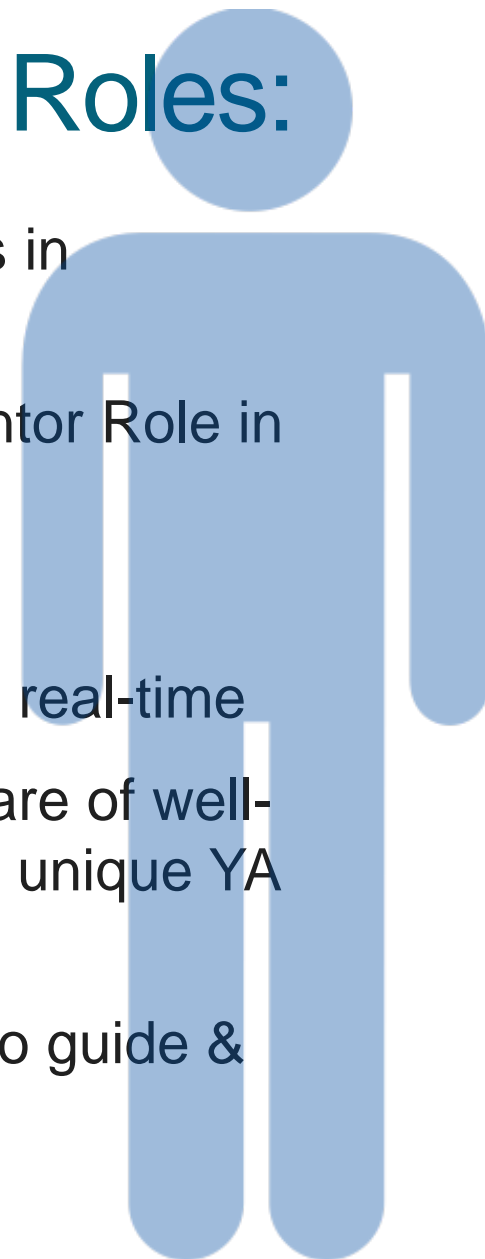 Roles:
s in
ntor Role in
real-time
are of well-
unique YA
o guide &